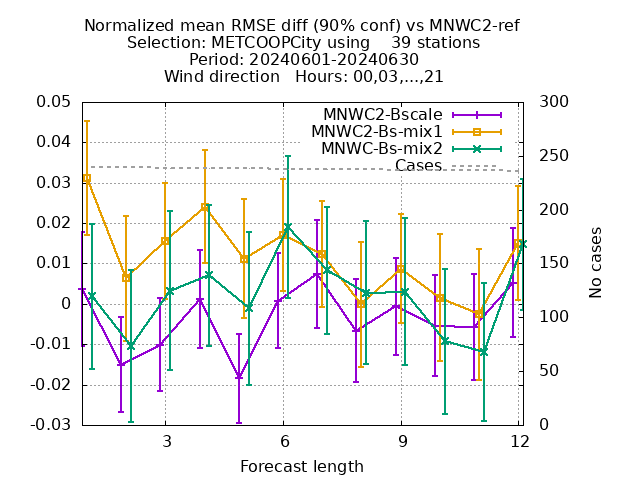 Normalized mean RMSE diff (90% conf) vs MNWC2-ref
Selection: METCOOPCity using    39 stations
Period: 20240601-20240630
Wind direction   Hours: 00,03,...,21
MNWC2-Bscale
MNWC2-Bs-mix1
MNWC-Bs-mix2
Cases
0.05
0.04
0.03
0.02
0.01
0
-0.01
-0.02
-0.03
300
250
200
150
100
50
0
No cases
3
6
9
12
Forecast length